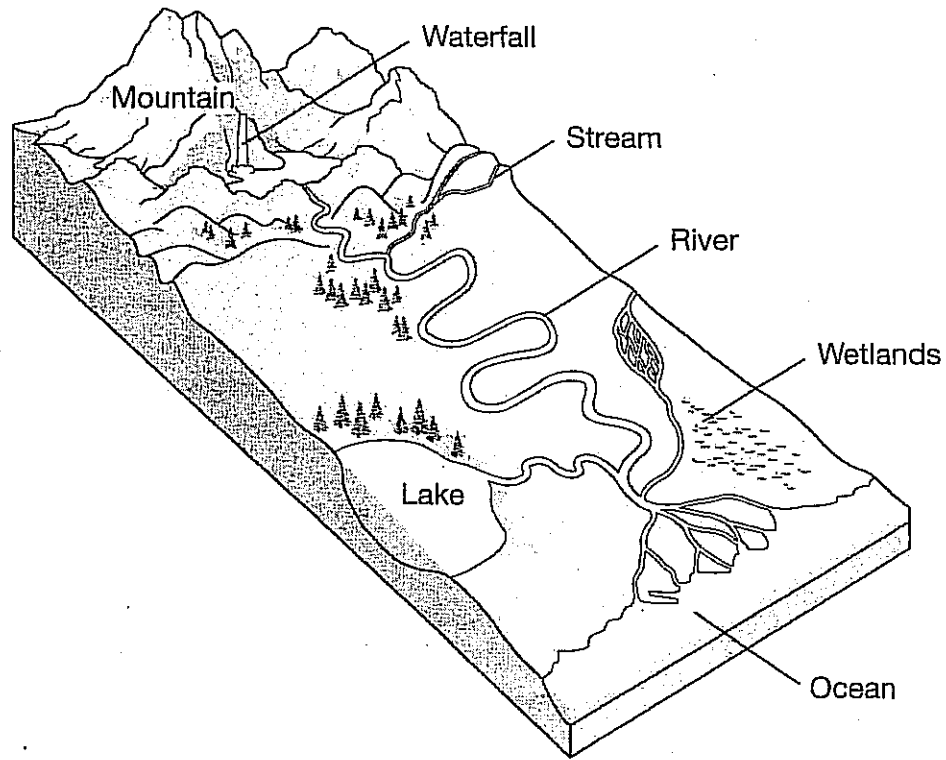 Waterfall
Mountain
Stream
River
Wetlands
Lake
Ocean